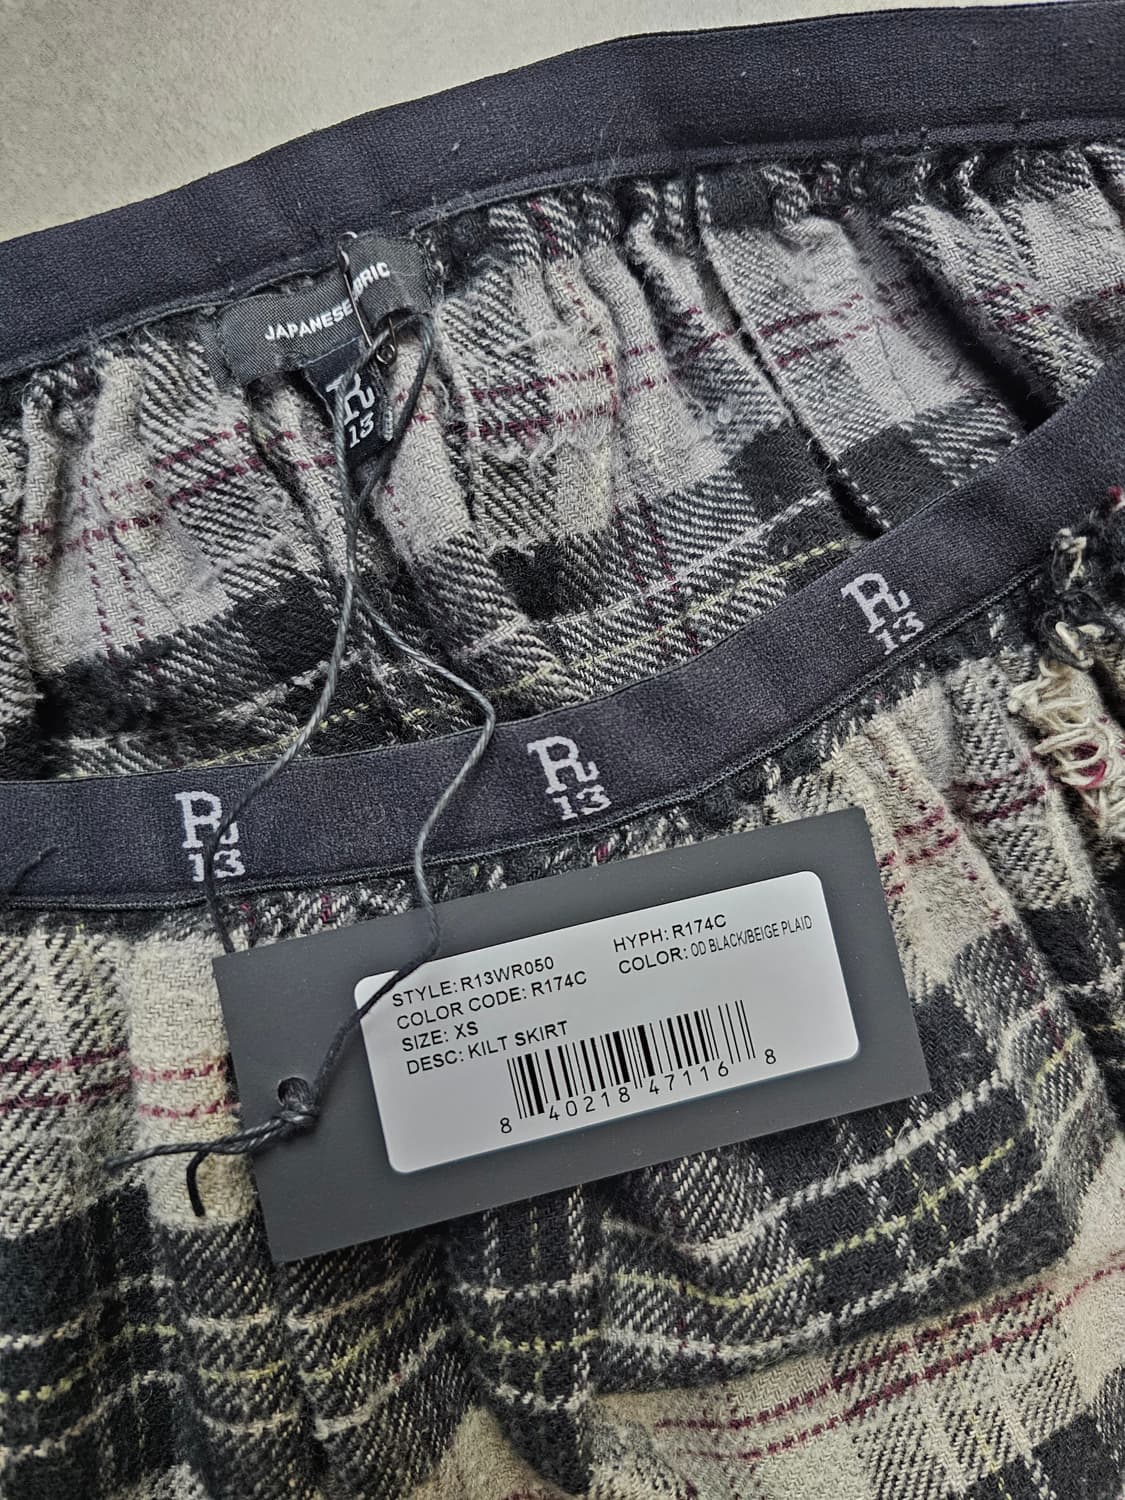 JAPANESE
R
13
R
13
R
13
R
13
STYLE: R13WR050
HYPH: R174C
COLOR CODE: R174C
COLOR: OD BLACK/BEIGE PLAID
SIZE: XS
DESC: KILT SKIRT
8 40218 47116 8